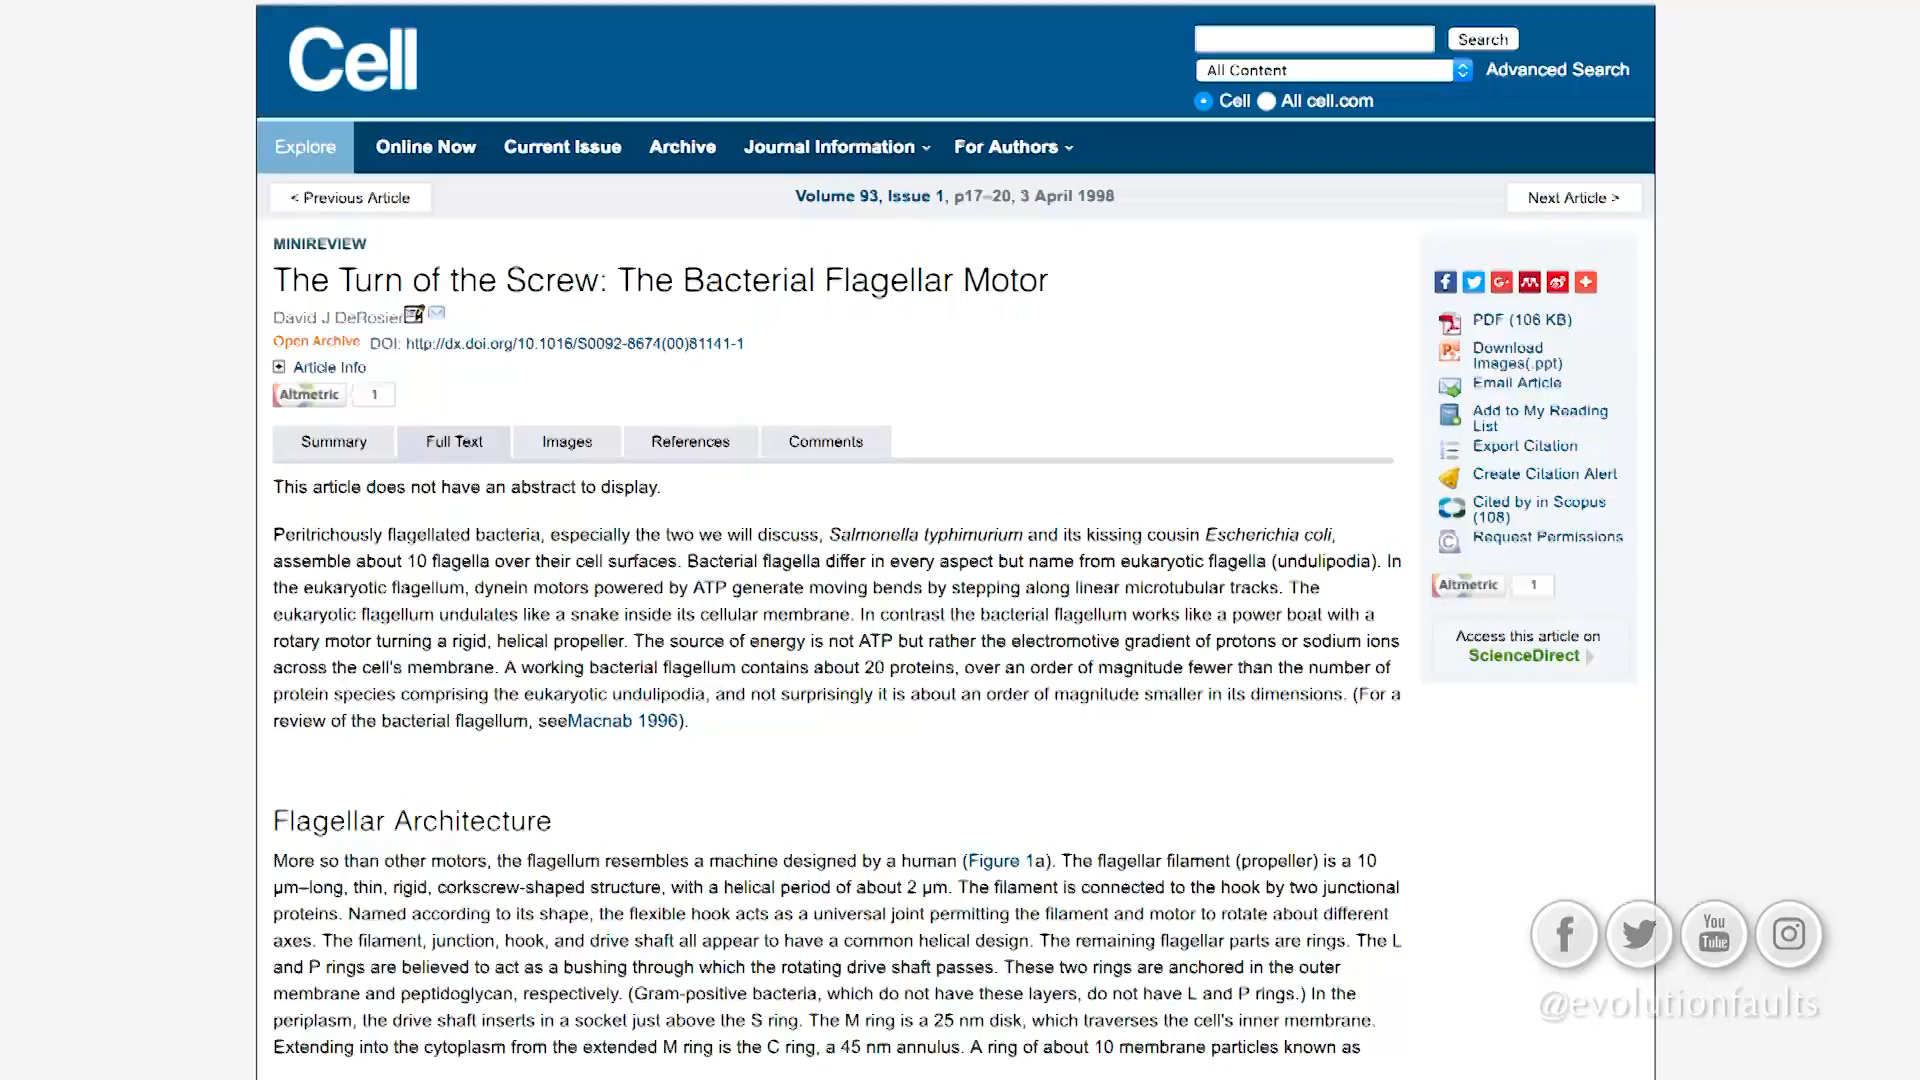 Cell
Search
All Content
Advanced Search
Cell All cell.com
Explore Online Now Current Issue Archive Journal Information For Authors
< Previous Article
Volume 93, Issue 1, p17–20, 3 April 1998
Next Article >
MINIREVIEW
The Turn of the Screw: The Bacterial Flagellar Motor
David J DeRosier
Open Archive DOI: http://dx.doi.org/10.1016/S0092-8674(00)81141-1
Article Info
Altmetric 1
Summary Full Text Images References Comments
This article does not have an abstract to display.
Peritrichously flagellated bacteria, especially the two we will discuss, Salmonella typhimurium and its kissing cousin Escherichia coli,
assemble about 10 flagella over their cell surfaces. Bacterial flagella differ in every aspect but name from eukaryotic flagella (undulipodia). In
the eukaryotic flagellum, dynein motors powered by ATP generate moving bends by stepping along linear microtubular tracks. The
eukaryotic flagellum undulates like a snake inside its cellular membrane. In contrast the bacterial flagellum works like a power boat with a
rotary motor turning a rigid, helical propeller. The source of energy is not ATP but rather the electromotive gradient of protons or sodium ions
across the cell's membrane. A working bacterial flagellum contains about 20 proteins, over an order of magnitude fewer than the number of
protein species comprising the eukaryotic undulipodia, and not surprisingly it is about an order of magnitude smaller in its dimensions. (For a
review of the bacterial flagellum, seeMacnab 1996).
Flagellar Architecture
More so than other motors, the flagellum resembles a machine designed by a human (Figure 1a). The flagellar filament (propeller) is a 10
µm–long, thin, rigid, corkscrew-shaped structure, with a helical period of about 2 µm. The filament is connected to the hook by two junctional
proteins. Named according to its shape, the flexible hook acts as a universal joint permitting the filament and motor to rotate about different
axes. The filament, junction, hook, and drive shaft all appear to have a common helical design. The remaining flagellar parts are rings. The L
and P rings are believed to act as a bushing through which the rotating drive shaft passes. These two rings are anchored in the outer
membrane and peptidoglycan, respectively. (Gram-positive bacteria, which do not have these layers, do not have L and P rings.) In the
periplasm, the drive shaft inserts in a socket just above the S ring. The M ring is a 25 nm disk, which traverses the cell's inner membrane.
Extending into the cytoplasm from the extended M ring is the C ring, a 45 nm annulus. A ring of about 10 membrane particles known as
PDF (106 KB)
Download
Images(.ppt)
Email Article
Add to My Reading
List
Export Citation
Create Citation Alert
Cited by in Scopus
(108)
Request Permissions
Altmetric 1
Access this article on
ScienceDirect
You
Tube
@evolutionfaults